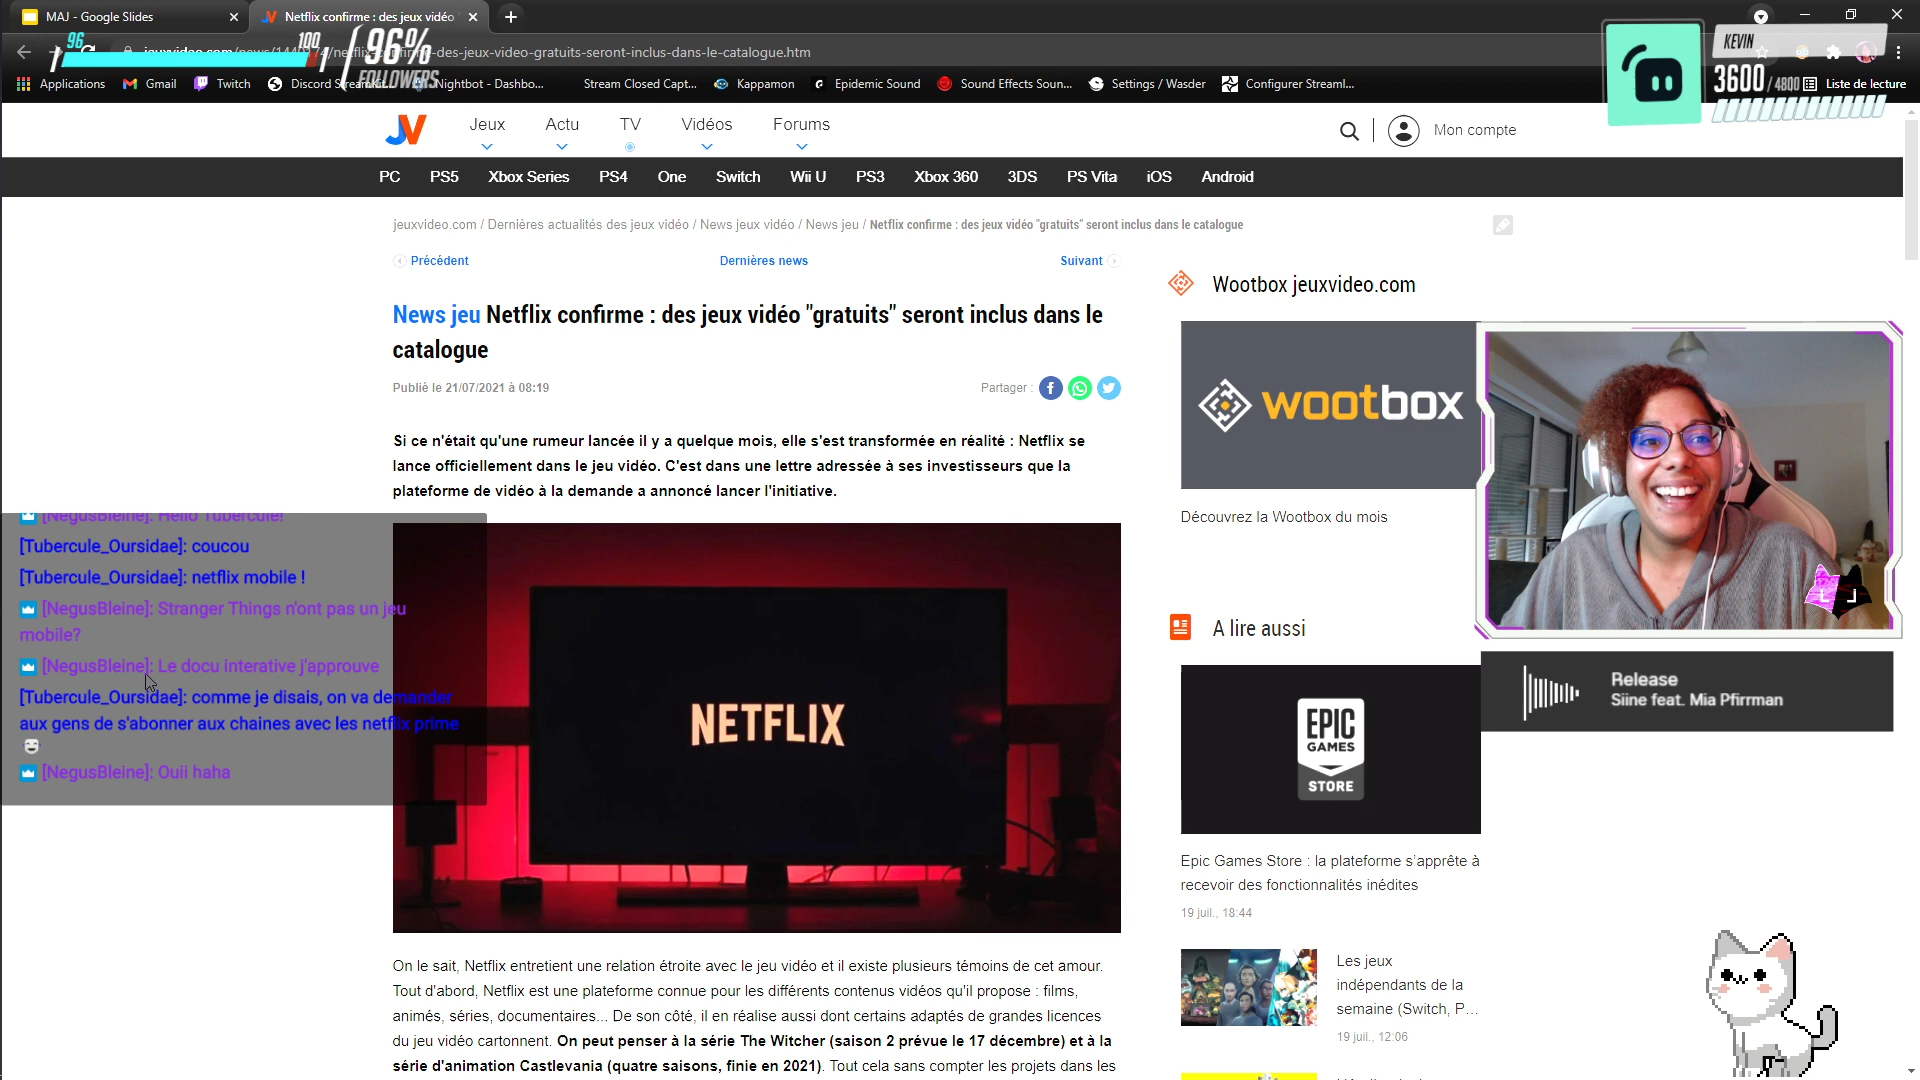 MAJ - Google Slides
Netflix confirme : des jeux vidéo
96
100
96%
FOLLOWERS
-des-jeux-video-gratuits-seront-inclus-dans-le-catalogue.htm
KEVIN
3600 / 4800
Applications
Gmail
Twitch
Nightbot - Dashbo...
Stream Closed Capt...
Kappamon
Epidemic Sound
Sound Effects Soun...
Settings / Wasder
Configurer Streaml...
Liste de lecture
JV
Jeux
Actu
TV
Vidéos
Forums
Mon compte
PC
PS5
Xbox Series
PS4
One
Switch
Wii U
PS3
Xbox 360
3DS
PS Vita
iOS
Android
jeuxvideo.com / Dernières actualités des jeux vidéo / News jeux vidéo / News jeu / Netflix confirme : des jeux vidéo "gratuits" seront inclus dans le catalogue
Précédent
Dernières news
Suivant
News jeu Netflix confirme : des jeux vidéo "gratuits" seront inclus dans le
catalogue
Publié le 21/07/2021 à 08:19
Partager :
Si ce n'était qu'une rumeur lancée il y a quelque mois, elle s'est transformée en réalité : Netflix se
lance officiellement dans le jeu vidéo. C'est dans une lettre adressée à ses investisseurs que la
plateforme de vidéo à la demande a annoncé lancer l'initiative.
[NegusBleine]: Hello Tubercule!
[Tubercule_Oursidae]: coucou
[Tubercule_Oursidae]: netflix mobile !
[NegusBleine]: Stranger Things n'ont pas un jeu
mobile?
[NegusBleine]: Le docu interative j'approuve
[Tubercule_Oursidae]: comme je disais, on va demander
aux gens de s'abonner aux chaines avec les netflix prime
[NegusBleine]: Ouii haha
NETFLIX
On le sait, Netflix entretient une relation étroite avec le jeu vidéo et il existe plusieurs témoins de cet amour.
Tout d'abord, Netflix est une plateforme connue pour les différents contenus vidéos qu'il propose : films,
animés, séries, documentaires... De son côté, il en réalise aussi dont certains adaptés de grandes licences
du jeu vidéo cartonnent. On peut penser à la série The Witcher (saison 2 prévue le 17 décembre) et à la
série d'animation Castlevania (quatre saisons, finie en 2021). Tout cela sans compter les projets dans les
Wootbox jeuxvideo.com
wootbox
Découvrez la Wootbox du mois
A lire aussi
Release
Siine feat. Mia Pfirrman
EPIC
GAMES
STORE
Epic Games Store : la plateforme s'apprête à
recevoir des fonctionnalités inédites
19 juil., 18:44
Les jeux
indépendants de la
semaine (Switch, P...
19 juil., 12:06